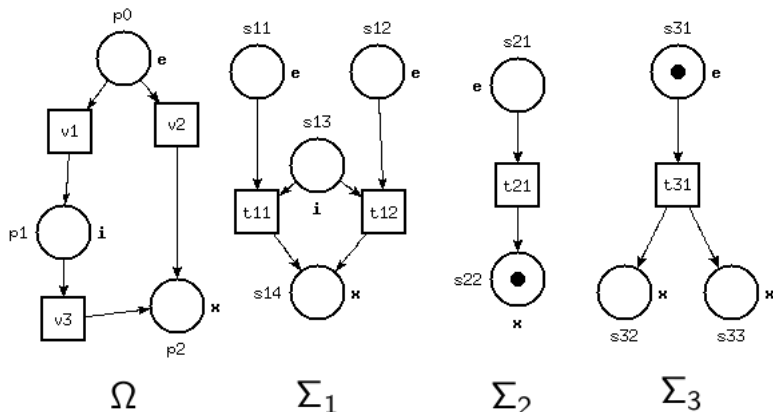 p0
e
v1
v2
p1
i
v3
p2
x
Ω
s11
e
s12
e
s13
i
t11
t12
s14
x
Σ1
s21
e
t21
s22
x
Σ2
s31
e
t31
x
x
s32
s33
Σ3